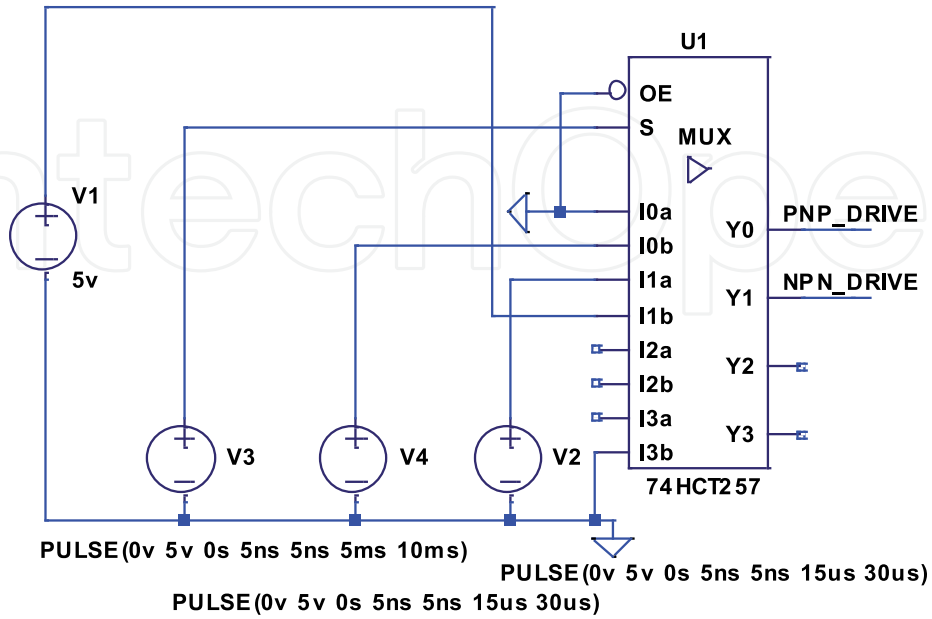 U1
OE
S
MUX
V1
I0a
PNP_DRIVE
Y0
I0b
5v
I1a
NPN_DRIVE
Y1
I1b
I2a
Y2
I2b
I3a
Y3
V3
V4
V2
I3b
74HCT257
PULSE(0v 5v 0s 5ns 5ns 5ms 10ms)
PULSE(0v 5v 0s 5ns 5ns 15us 30us)
PULSE(0v 5v 0s 5ns 5ns 15us 30us)
ntechOpe